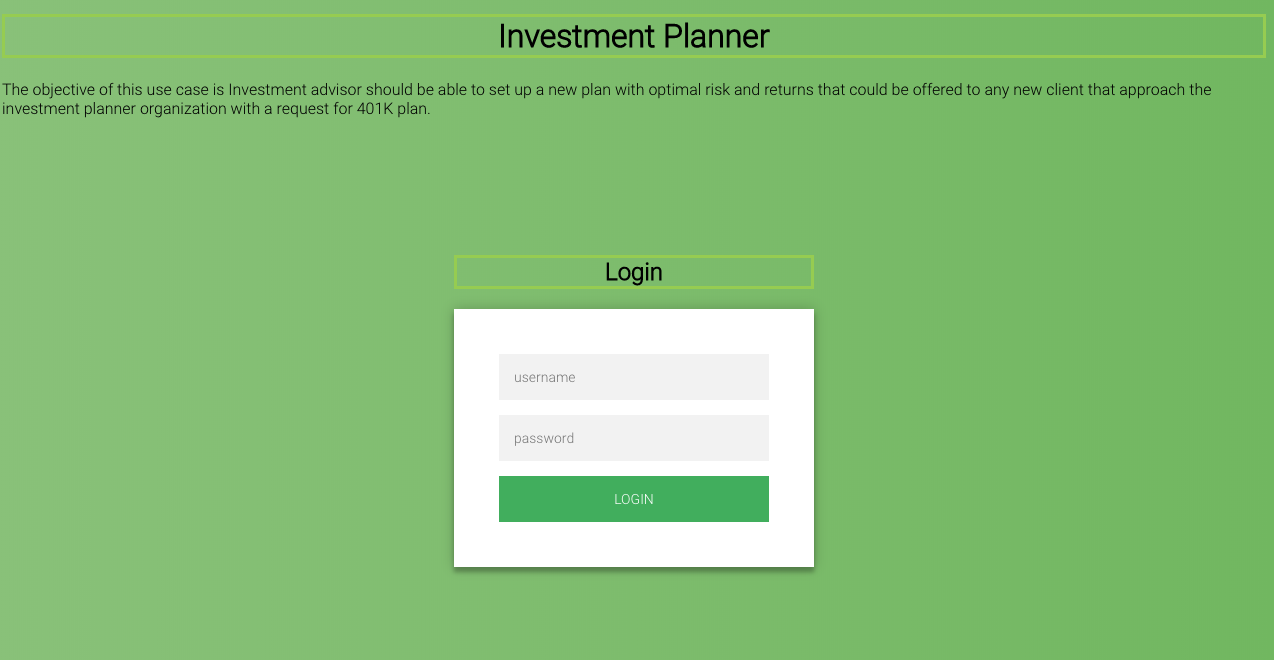 Investment Planner
The objective of this use case is Investment advisor should be able to set up a new plan with optimal risk and returns that could be offered to any new client that approach the
investment planner organization with a request for 401K plan.
Login
username
password
LOGIN